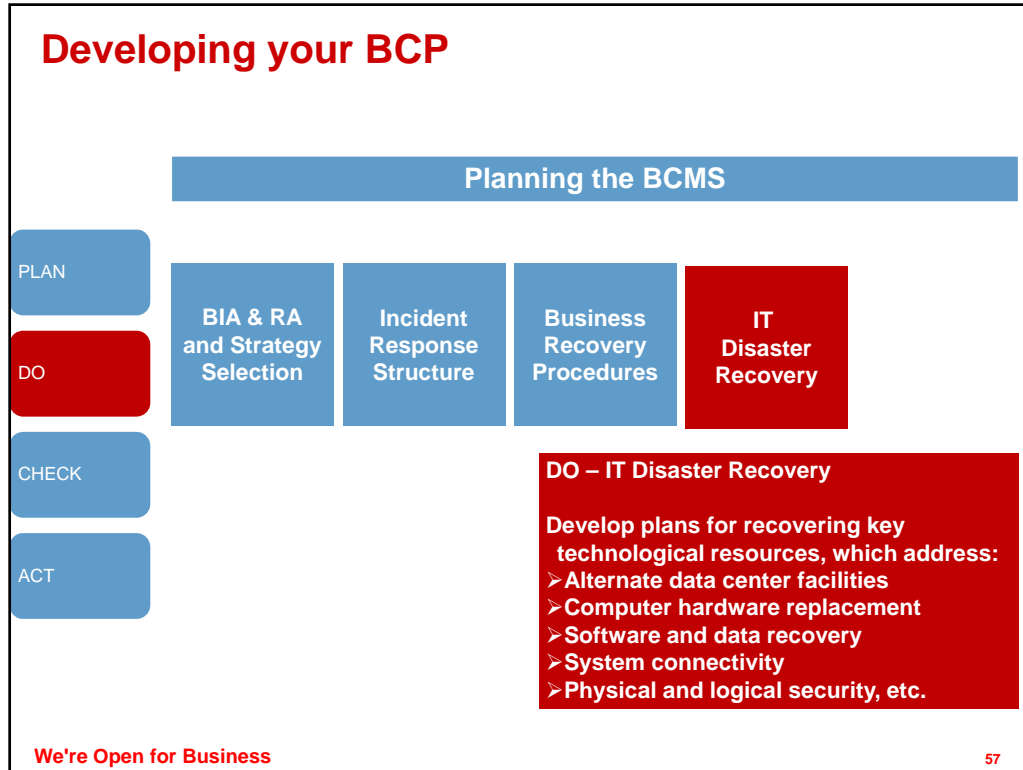 Developing your BCP
Planning the BCMS
PLAN
DO
CHECK
ACT
BIA & RA
and Strategy
Selection
Incident
Response
Structure
Business
Recovery
Procedures
IT
Disaster
Recovery
DO – IT Disaster Recovery
Develop plans for recovering key
technological resources, which address:
➢Alternate data center facilities
➢Computer hardware replacement
➢Software and data recovery
➢System connectivity
➢Physical and logical security, etc.
We're Open for Business
57